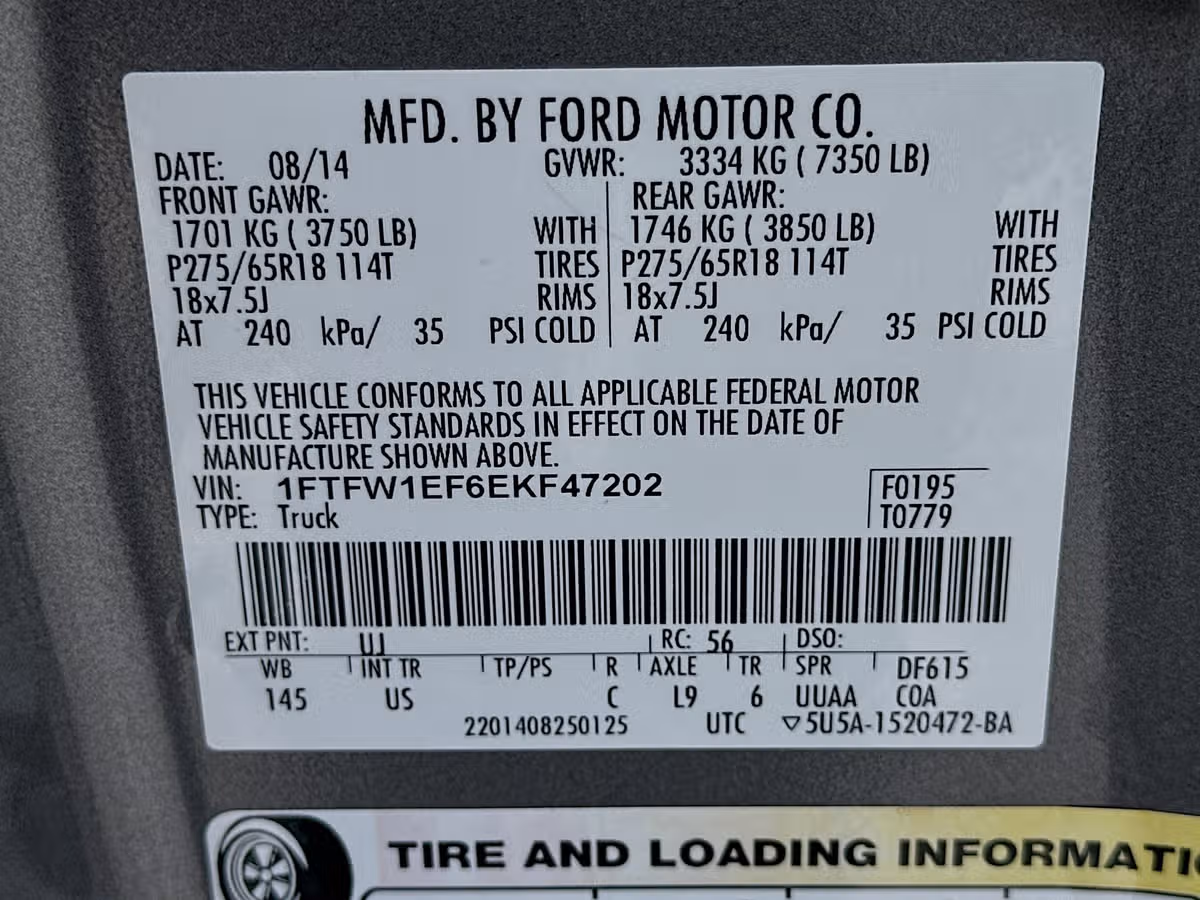 MFD. BY FORD MOTOR CO.
DATE: 08/14 GVWR: 3334 KG ( 7350 LB)
FRONT GAWR: REAR GAWR:
1701 KG ( 3750 LB) WITH 1746 KG ( 3850 LB) WITH
P275/65R18 114T TIRES P275/65R18 114T TIRES
18x7.5J RIMS 18x7.5J RIMS
AT 240 kPa/ 35 PSI COLD AT 240 kPa/ 35 PSI COLD
THIS VEHICLE CONFORMS TO ALL APPLICABLE FEDERAL MOTOR
VEHICLE SAFETY STANDARDS IN EFFECT ON THE DATE OF
MANUFACTURE SHOWN ABOVE.
VIN: 1FTFW1EF6EKF47202 F0195
TYPE: Truck T0779
EXT PNT: UJ RC: 56 DSO:
WB INT TR TP/PS R AXLE TR SPR DF615
145 US C L9 6 UUAA COA
2201408250125 UTC ▽5U5A-1520472-BA
TIRE AND LOADING INFORMATI